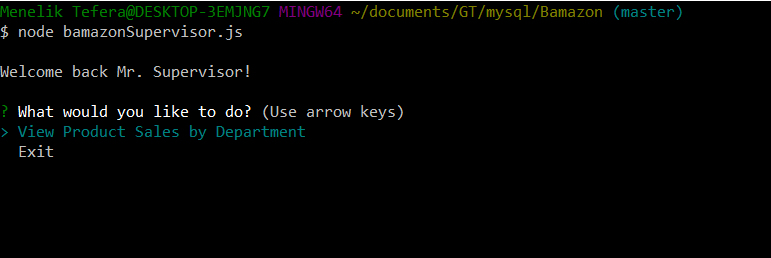 Menelik Tefera@DESKTOP-3EMJNG7 MINGW64 ~/documents/GT/mysql/Bamazon (master)
$ node bamazonSupervisor.js
Welcome back Mr. Supervisor!
? What would you like to do? (Use arrow keys)
> View Product Sales by Department
Exit